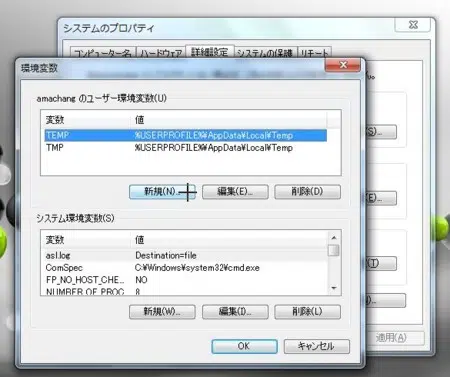 システムのプロパティ
コンピューター名 ハードウェア 詳細設定 システムの保護 リモート
環境変数
amachang のユーザー環境変数(U)
変数 値
TEMP %USERPROFILE%¥AppData¥Local¥Temp
TMP %USERPROFILE%¥AppData¥Local¥Temp
新規(N)... 編集(E)... 削除(D)
システム環境変数(S)
変数 値
asl.log Destination=file
ComSpec C:¥Windows¥system32¥cmd.exe
FP_NO_HOST_CHE... NO
NUMBER_OF_PROC... 8
新規(W)... 編集(I)... 削除(L)
OK キャンセル
適用(A)